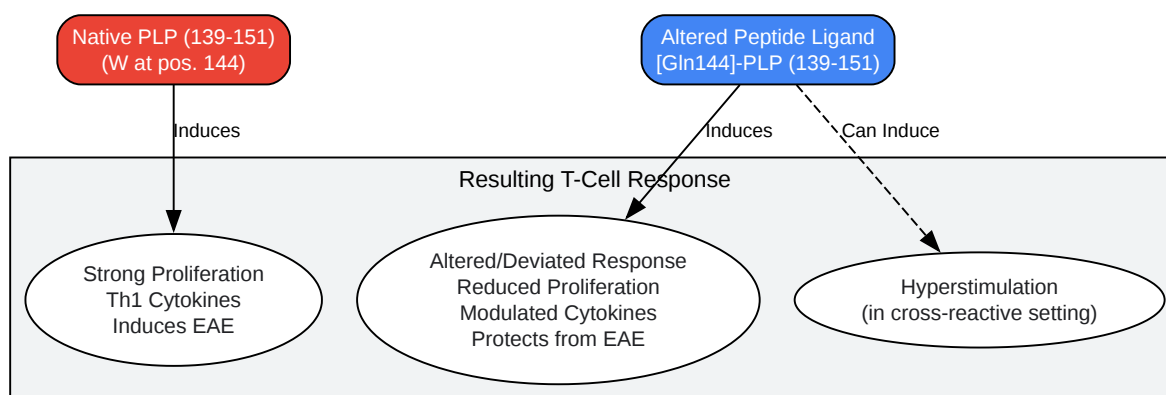 Native PLP (139-151)
(W at pos. 144)
Altered Peptide Ligand
[Gln144]-PLP (139-151)
Induces
Induces
Can Induce
Resulting T-Cell Response
Strong Proliferation
Th1 Cytokines
Induces EAE
Altered/Deviated Response
Reduced Proliferation
Modulated Cytokines
Protects from EAE
Hyperstimulation
(in cross-reactive setting)